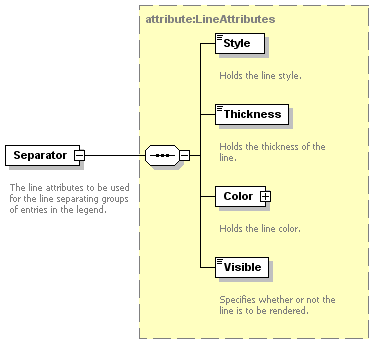 attribute:LineAttributes
Style
Holds the line style.
Thickness
Holds the thickness of the
line.
Separator
The line attributes to be used
for the line separating groups
of entries in the legend.
Color
Holds the line color.
Visible
Specifies whether or not the
line is to be rendered.